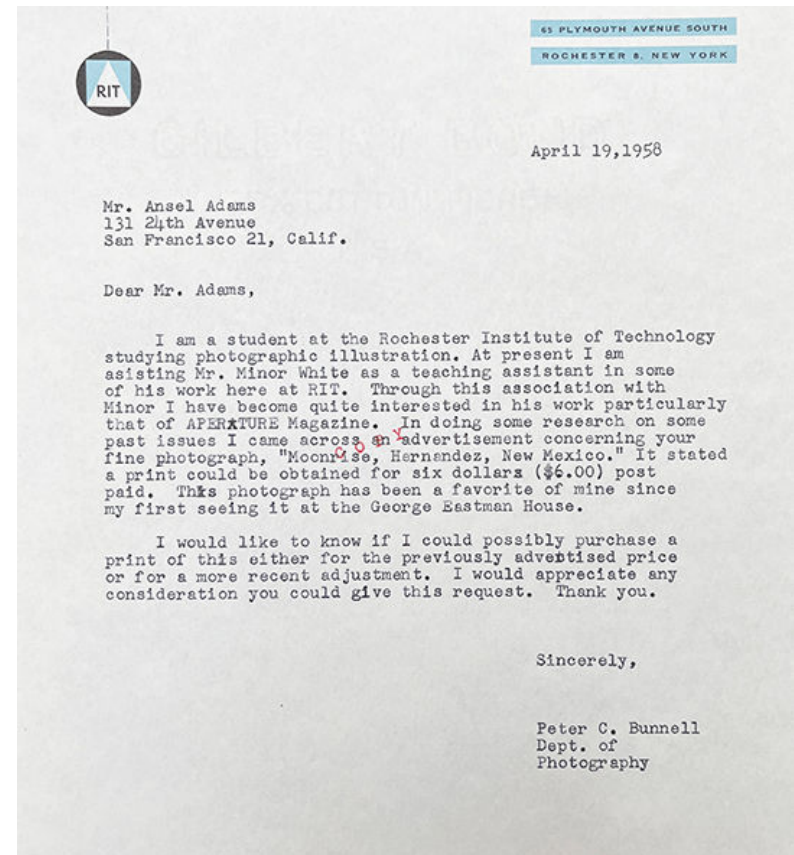 65 PLYMOUTH AVENUE SOUTH
ROCHESTER 8, NEW YORK
RIT
April 19,1958
Mr. Ansel Adams
131 24th Avenue
San Francisco 21, Calif.
Dear Mr. Adams,
I am a student at the Rochester Institute of Technology
studying photographic illustration. At present I am
asisting Mr. Minor White as a teaching assistant in some
of his work here at RIT. Through this association with
Minor I have become quite interested in his work particularly
that of APERTURE Magazine. In doing some research on some
past issues I came across an advertisement concerning your
fine photograph, "Moonrise, Hernandez, New Mexico." It stated
a print could be obtained for six dollars ($6.00) post
paid. This photograph has been a favorite of mine since
my first seeing it at the George Eastman House.
COPY
I would like to know if I could possibly purchase a
print of this either for the previously advertised price
or for a more recent adjustment. I would appreciate any
consideration you could give this request. Thank you.
Sincerely,
Peter C. Bunnell
Dept. of
Photography